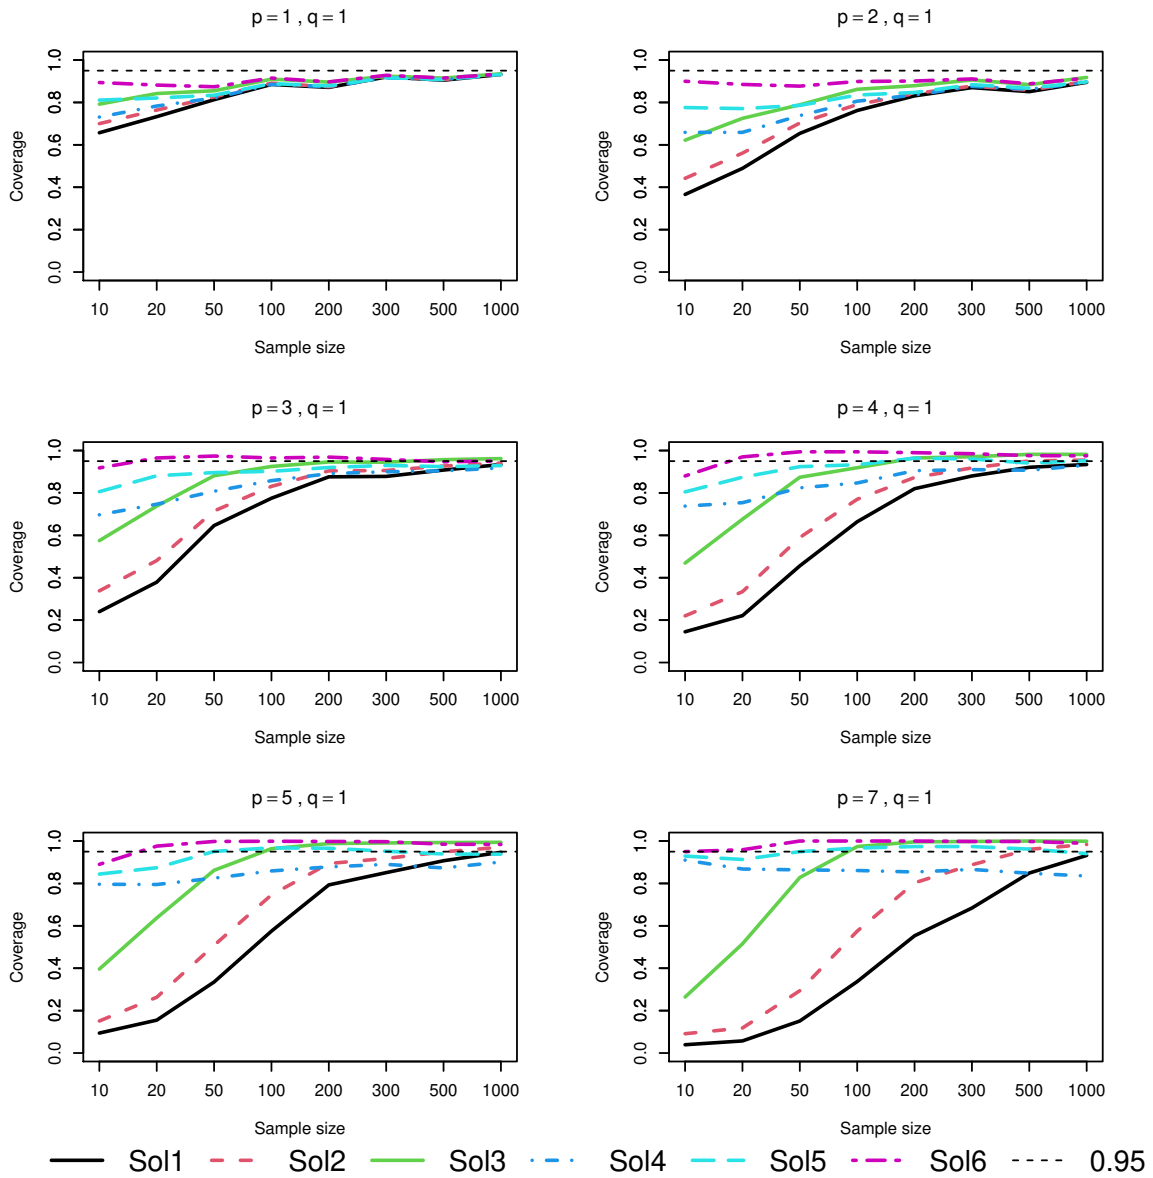 p = 1 , q = 1
p = 2 , q = 1
Coverage
0.0 0.2 0.4 0.6 0.8 1.0
10 20 50 100 200 300 500 1000
Sample size
Coverage
0.0 0.2 0.4 0.6 0.8 1.0
10 20 50 100 200 300 500 1000
Sample size
p = 3 , q = 1
p = 4 , q = 1
Coverage
0.0 0.2 0.4 0.6 0.8 1.0
10 20 50 100 200 300 500 1000
Sample size
Coverage
0.0 0.2 0.4 0.6 0.8 1.0
10 20 50 100 200 300 500 1000
Sample size
p = 5 , q = 1
p = 7 , q = 1
Coverage
0.0 0.2 0.4 0.6 0.8 1.0
10 20 50 100 200 300 500 1000
Sample size
Coverage
0.0 0.2 0.4 0.6 0.8 1.0
10 20 50 100 200 300 500 1000
Sample size
Sol1 Sol2 Sol3 Sol4 Sol5 Sol6 0.95